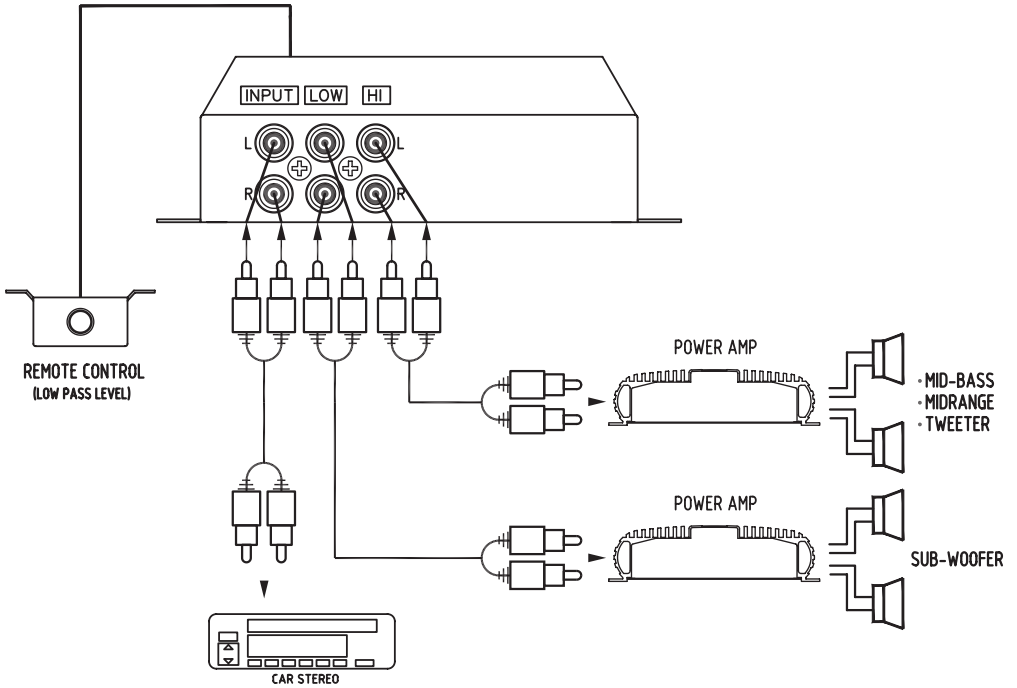 INPUT LOW HI
L L
R R
REMOTE CONTROL
(LOW PASS LEVEL)
POWER AMP
· MID-BASS
· MIDRANGE
· TWEETER
POWER AMP
SUB-WOOFER
CAR STEREO